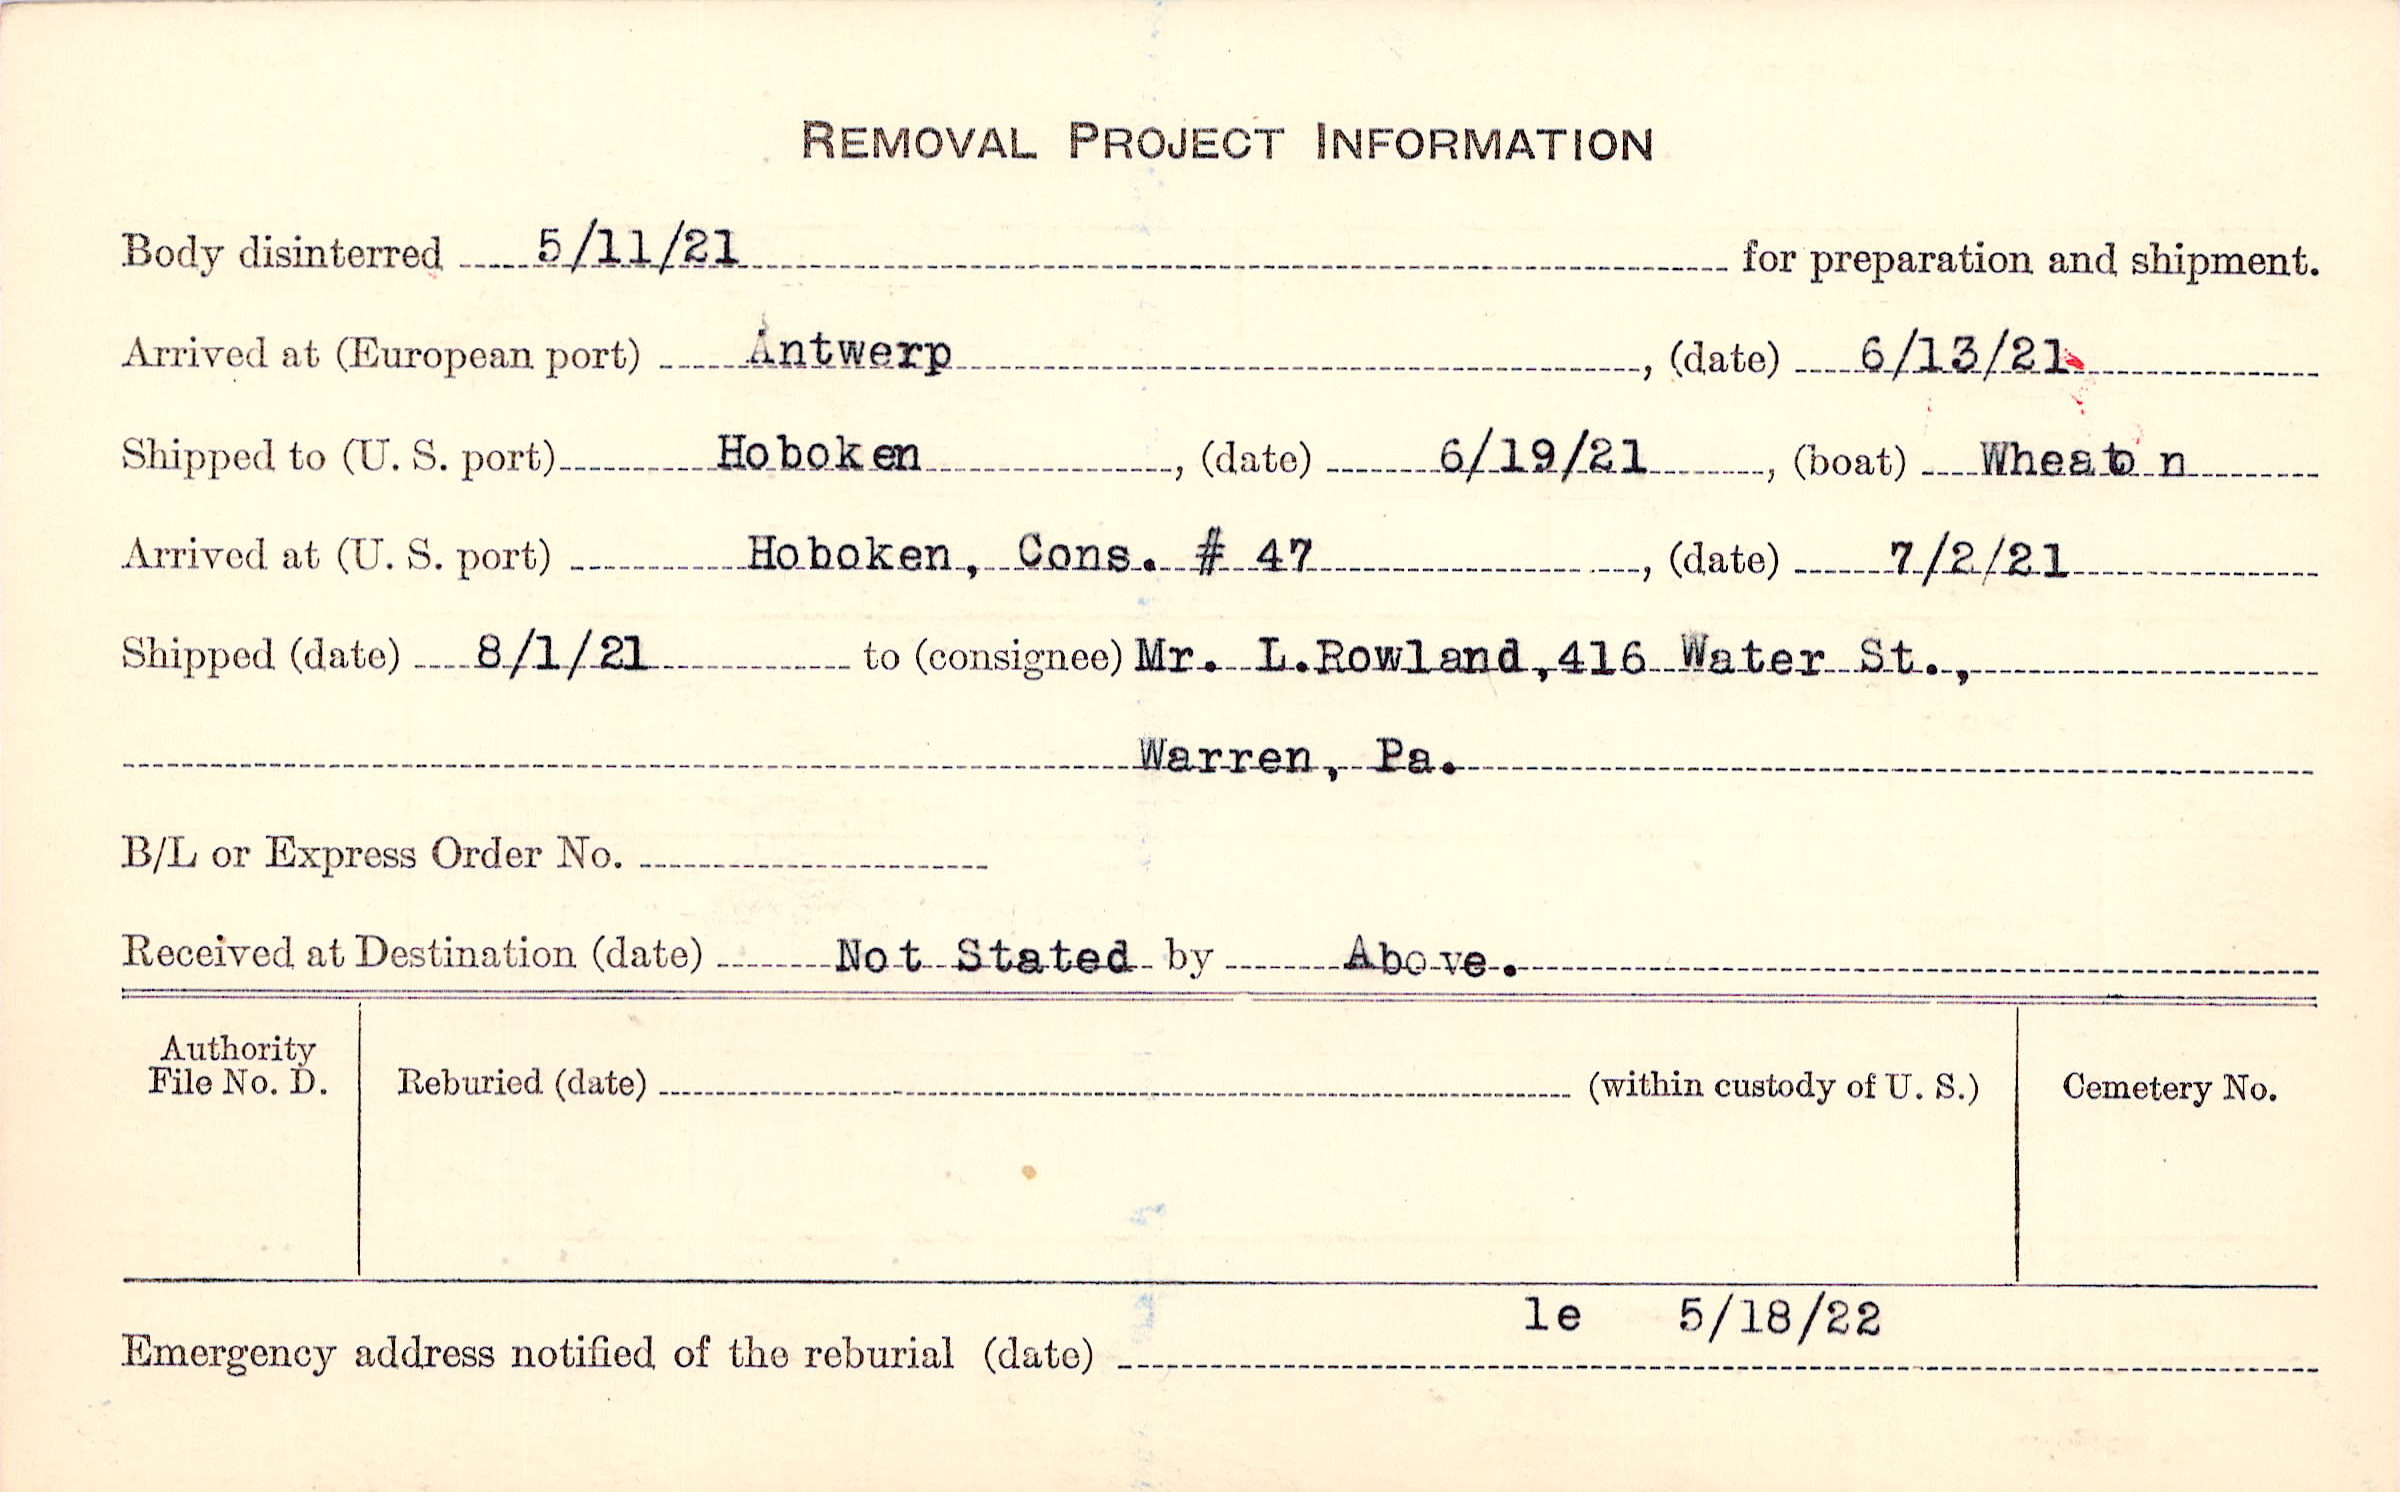 REMOVAL PROJECT INFORMATION
Body disinterred 5/11/21 for preparation and shipment.
Arrived at (European port) Antwerp, (date) 6/13/21
Shipped to (U. S. port) Hoboken, (date) 6/19/21, (boat) Wheaton
Arrived at (U. S. port) Hoboken, Cons. # 47, (date) 7/2/21
Shipped (date) 8/1/21 to (consignee) Mr. L.Rowland,416 Water St.,
Warren, Pa.
B/L or Express Order No.
Received at Destination (date) Not Stated by Above.
Authority
File No. D. Reburied (date) (within custody of U. S.) Cemetery No.
le 5/18/22
Emergency address notified of the reburial (date)